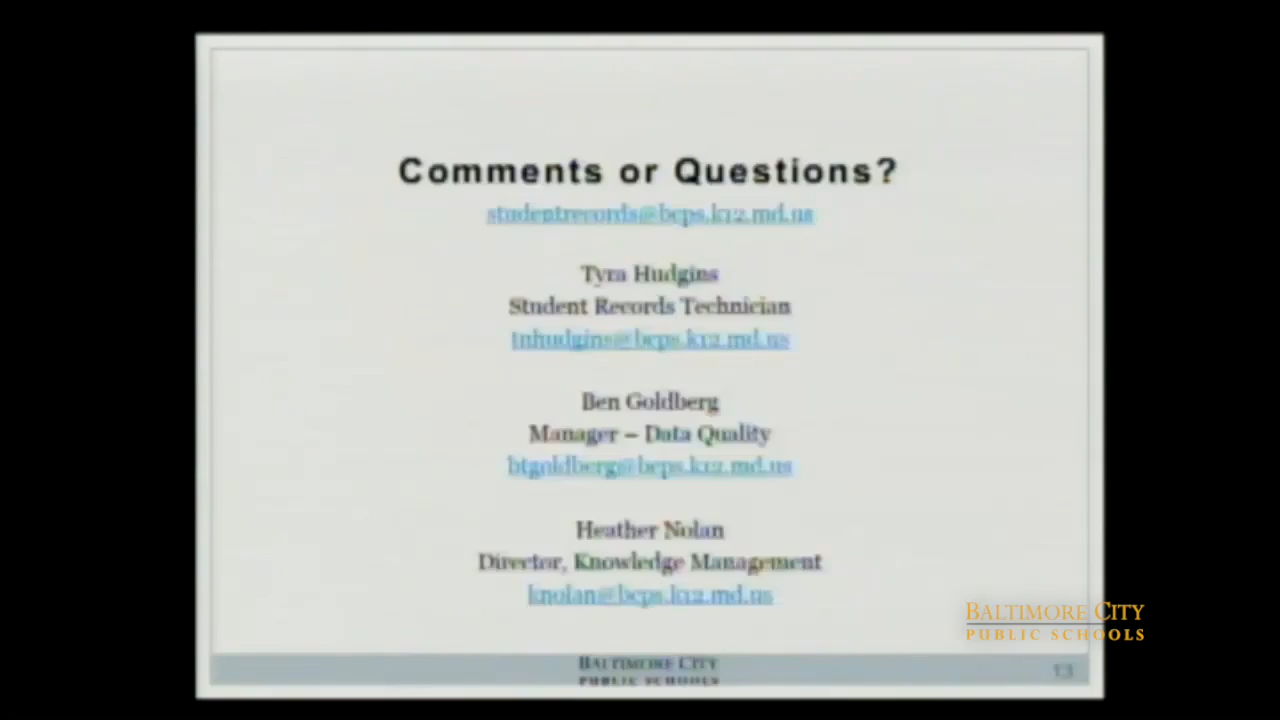 Comments or Questions?
studentrecords@bcps.k12.md.us
Tyra Hudgins
Student Records Technician
tnhudgins@bcps.k12.md.us
Ben Goldberg
Manager – Data Quality
btgoldberg@bcps.k12.md.us
Heather Nolan
Director, Knowledge Management
knolan@bcps.k12.md.us
BALTIMORE CITY
PUBLIC SCHOOLS
BALTIMORE CITY
PUBLIC SCHOOLS
13